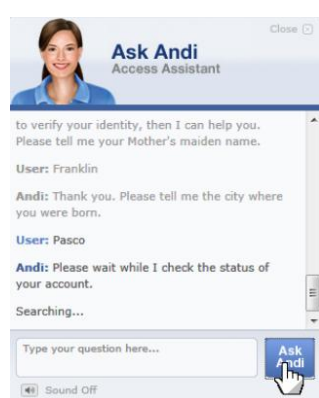 Close
Ask Andi
Access Assistant
to verify your identity, then I can help you.
Please tell me your Mother's maiden name.
User: Franklin
Andi: Thank you. Please tell me the city where
you were born.
User: Pasco
Andi: Please wait while I check the status of
your account.
Searching...
Type your question here...
Ask
Andi
Sound Off